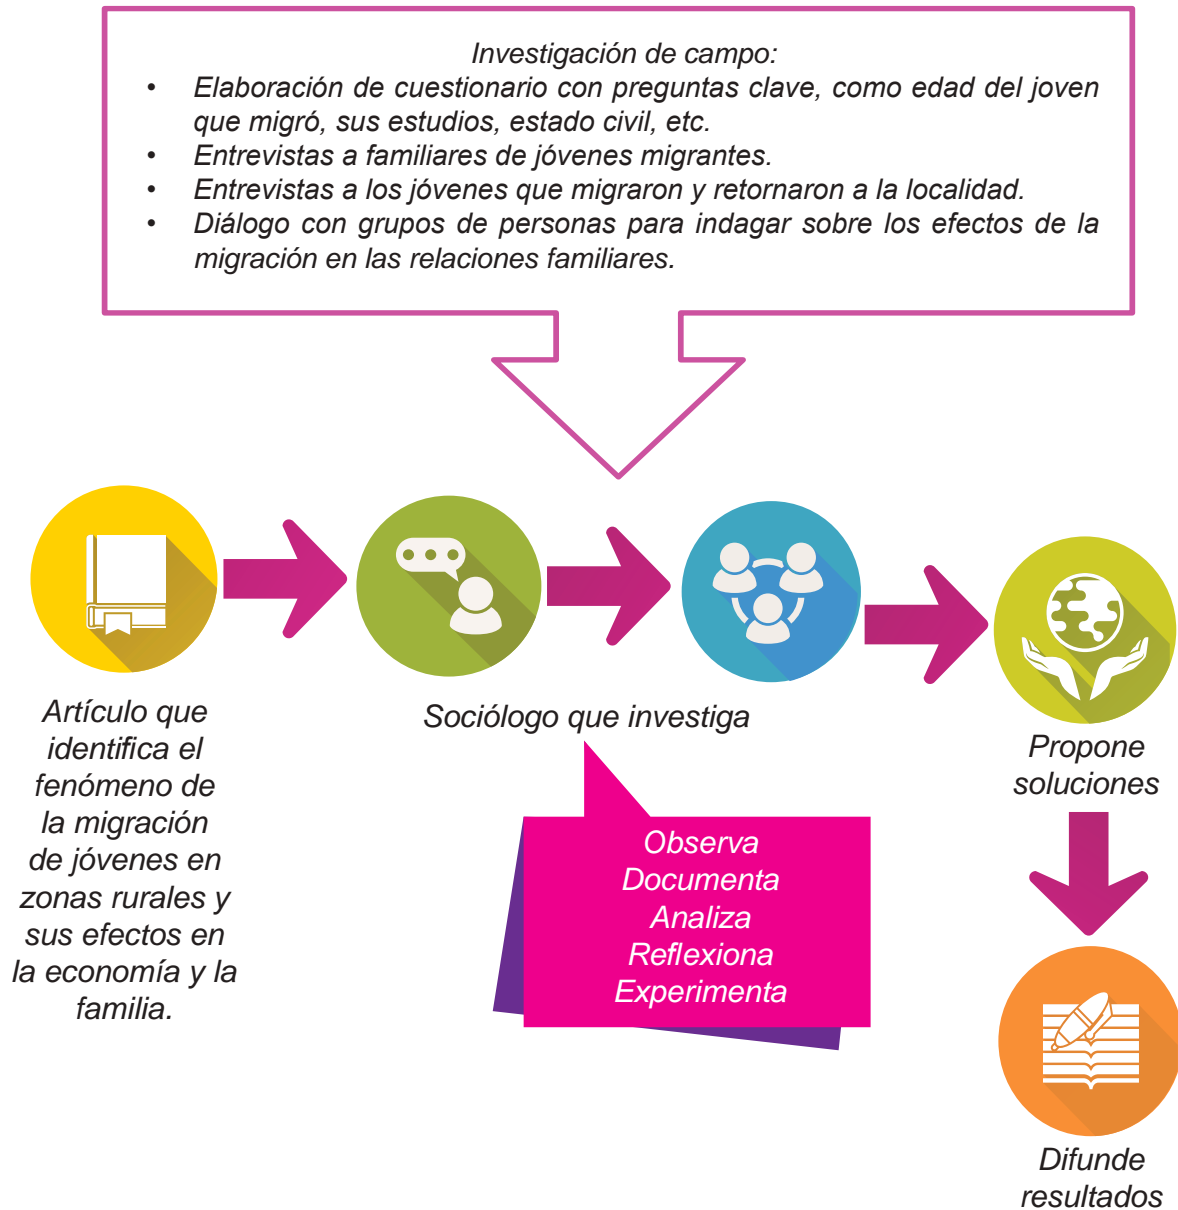 Investigación de campo:
• Elaboración de cuestionario con preguntas clave, como edad del joven
que migró, sus estudios, estado civil, etc.
• Entrevistas a familiares de jóvenes migrantes.
• Entrevistas a los jóvenes que migraron y retornaron a la localidad.
• Diálogo con grupos de personas para indagar sobre los efectos de la
migración en las relaciones familiares.
Artículo que
identifica el
fenómeno de
la migración
de jóvenes en
zonas rurales y
sus efectos en
la economía y la
familia.
Sociólogo que investiga
Observa
Documenta
Analiza
Reflexiona
Experimenta
Propone
soluciones
Difunde
resultados